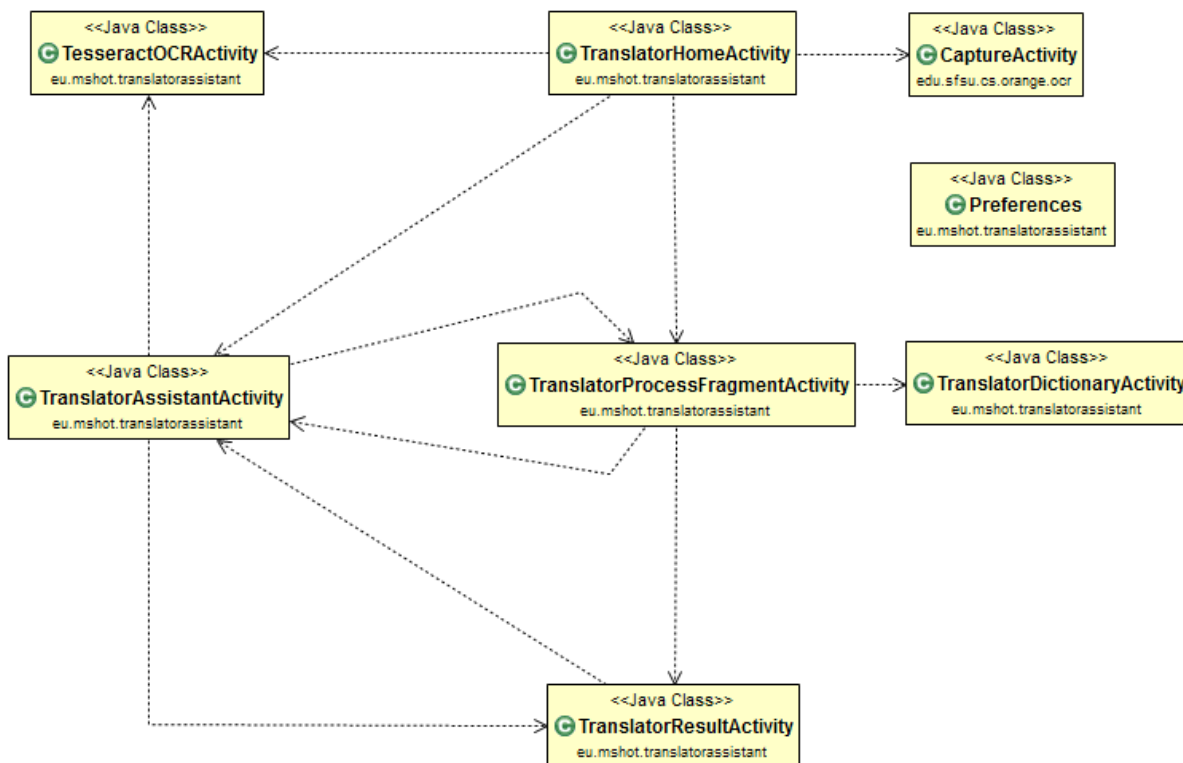 <<Java Class>>
TesseractOCRActivity
eu.mshot.translatorassistant
<<Java Class>>
TranslatorHomeActivity
eu.mshot.translatorassistant
<<Java Class>>
CaptureActivity
edu.sfsu.cs.orange.ocr
<<Java Class>>
Preferences
eu.mshot.translatorassistant
<<Java Class>>
TranslatorAssistantActivity
eu.mshot.translatorassistant
<<Java Class>>
TranslatorProcessFragmentActivity
eu.mshot.translatorassistant
<<Java Class>>
TranslatorDictionaryActivity
eu.mshot.translatorassistant
<<Java Class>>
TranslatorResultActivity
eu.mshot.translatorassistant